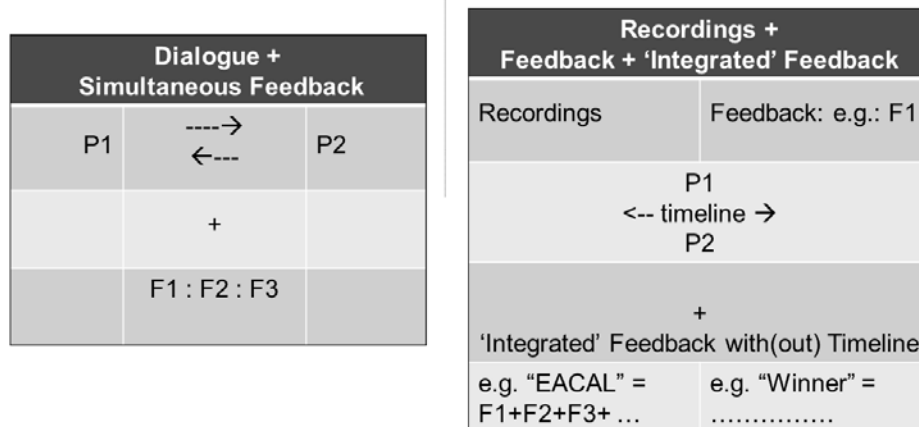 Dialogue +
Simultaneous Feedback
P1 ----→ P2
←---
+
F1 : F2 : F3
Recordings +
Feedback + ‘Integrated’ Feedback
Recordings Feedback: e.g.: F1
P1
<-- timeline →
P2
+
‘Integrated’ Feedback with(out) Timeline
e.g. “EACAL” = e.g. “Winner” =
F1+F2+F3+ … ……………